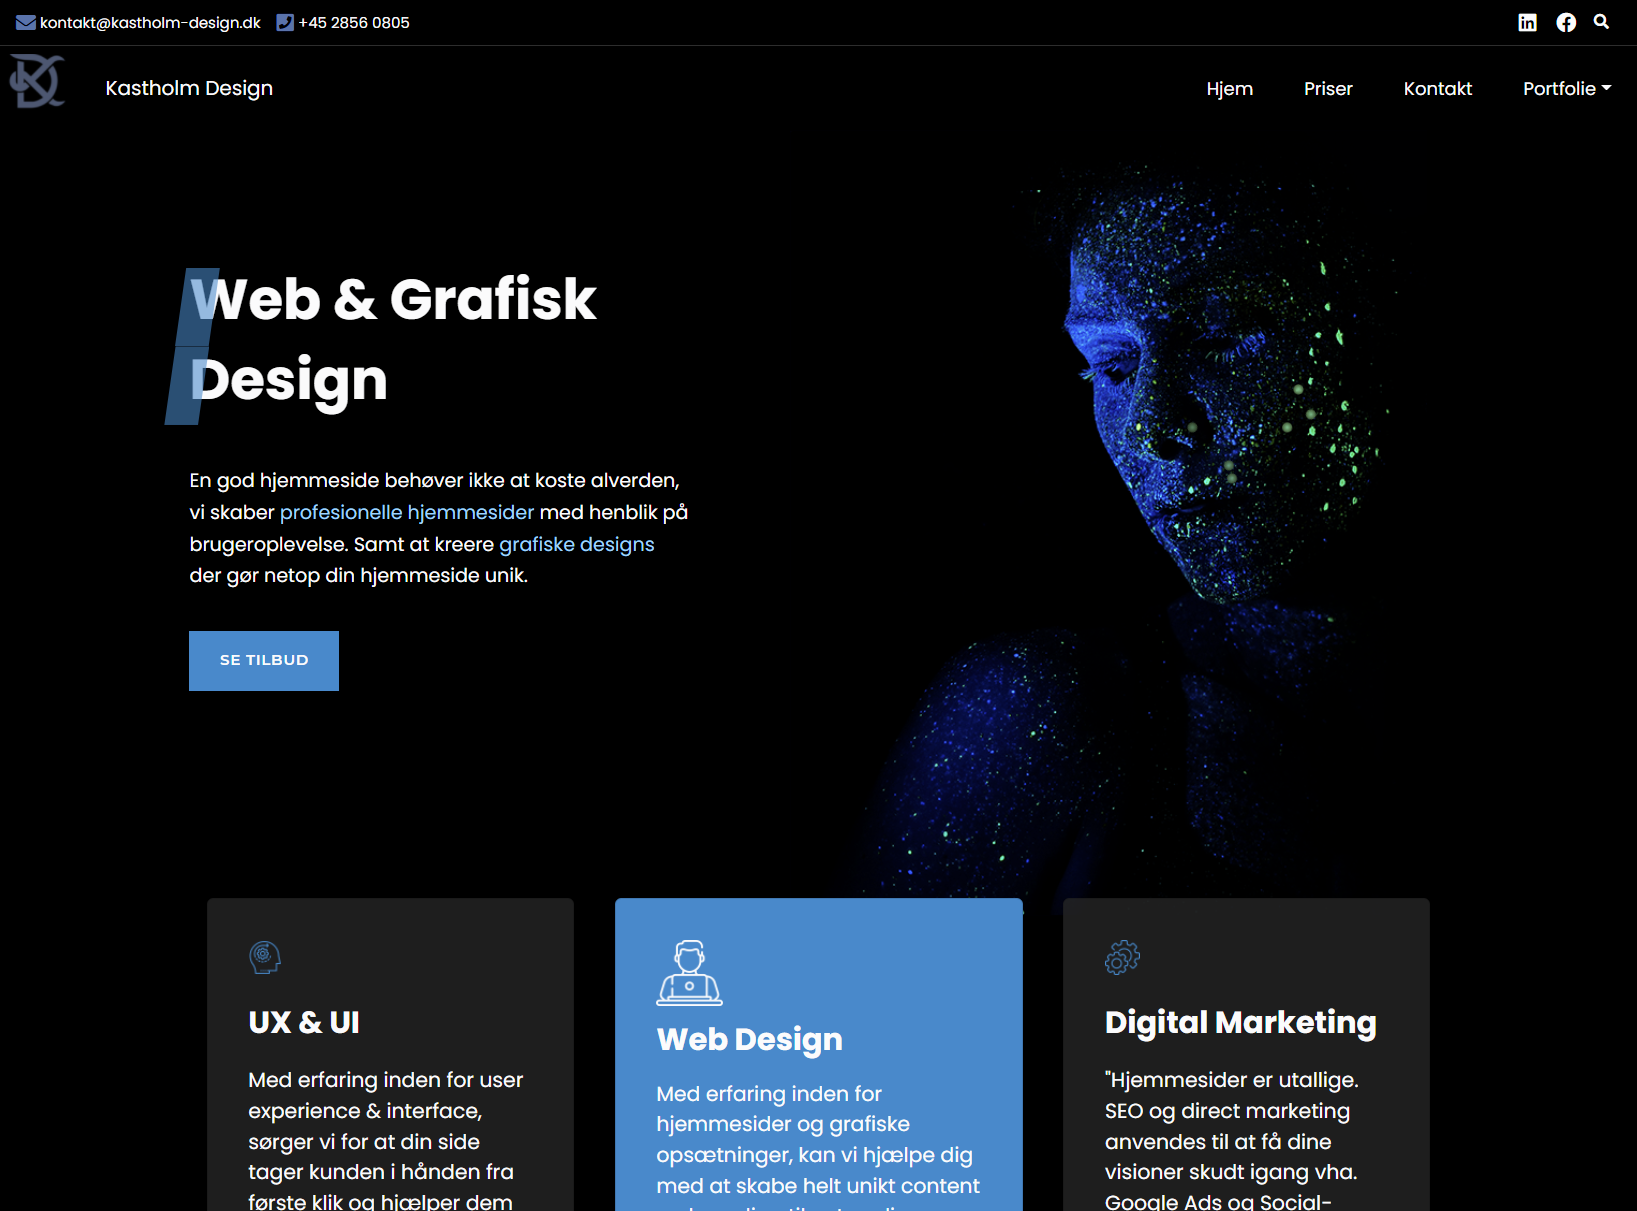 kontakt@kastholm-design.dk +45 2856 0805
Kastholm Design
Hjem Priser Kontakt Portfolie
Web & Grafisk
Design
En god hjemmeside behøver ikke at koste alverden,
vi skaber profesionelle hjemmesider med henblik på
brugeroplevelse. Samt at kreere grafiske designs
der gør netop din hjemmeside unik.
SE TILBUD
UX & UI
Med erfaring inden for user
experience & interface,
sørger vi for at din side
tager kunden i hånden fra
første klik og hjælper dem
Web Design
Med erfaring inden for
hjemmesider og grafiske
opsætninger, kan vi hjælpe dig
med at skabe helt unikt content
Digital Marketing
"Hjemmesider er utallige.
SEO og direct marketing
anvendes til at få dine
visioner skudt igang vha.
Google Ads og Social-